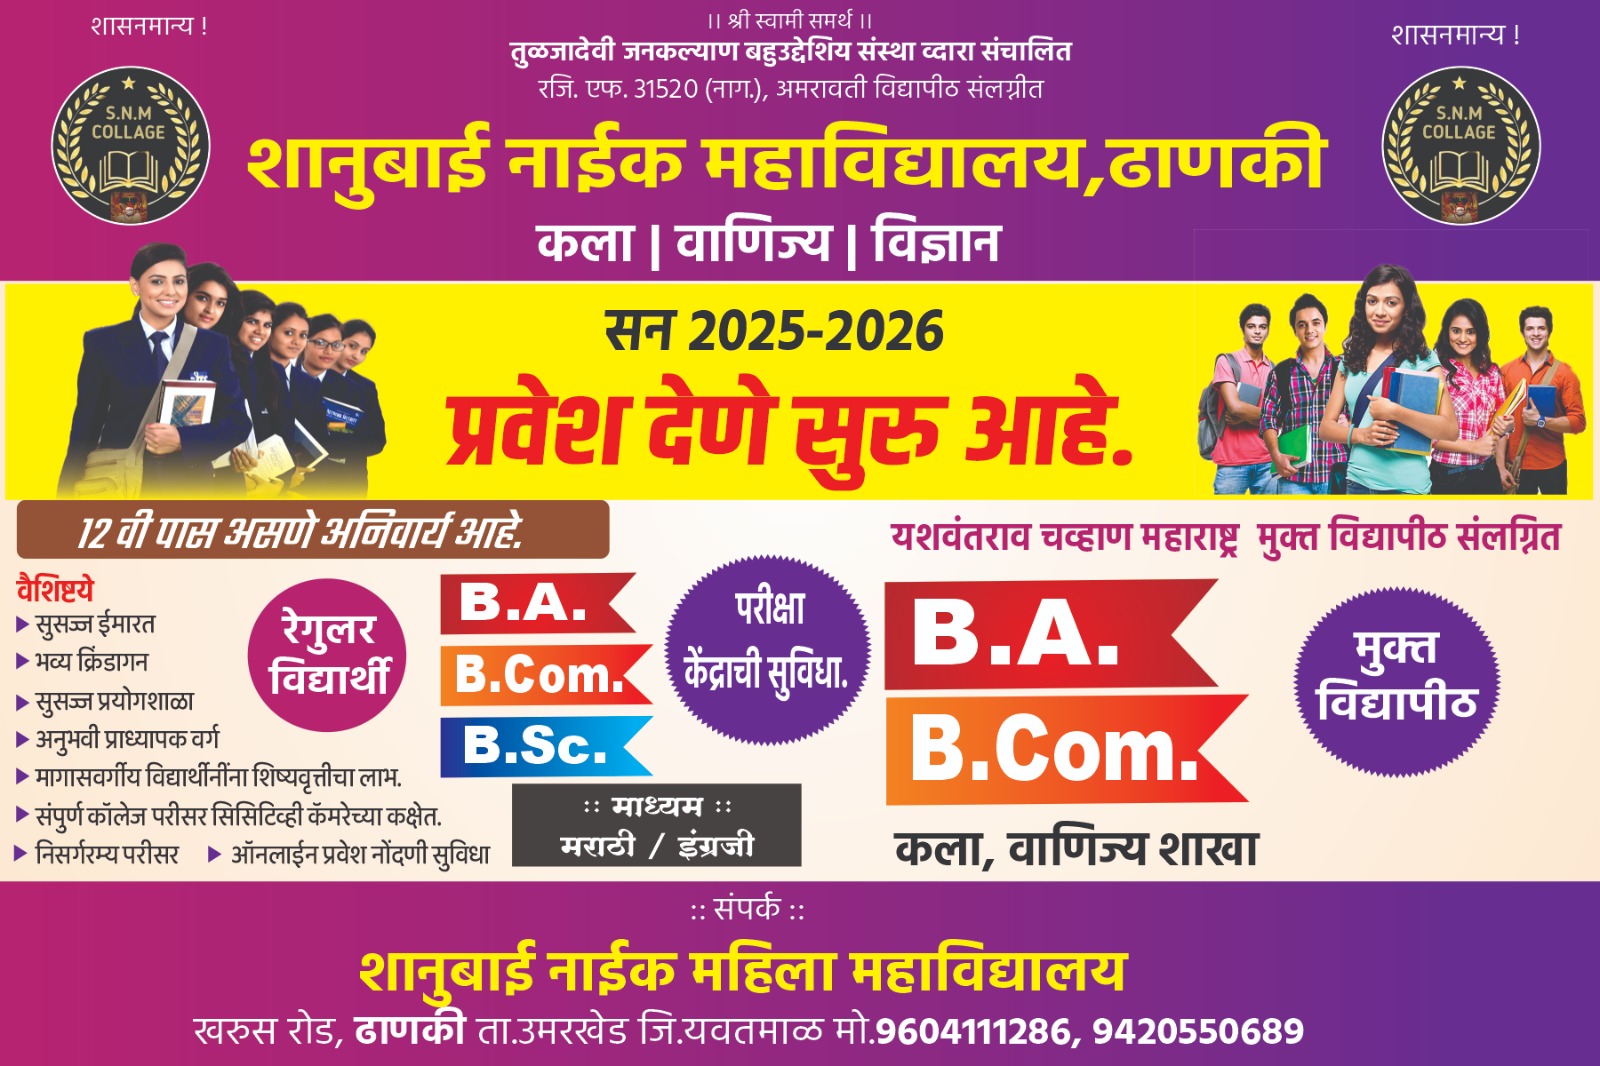 शासनमान्य !
।। श्री स्वामी समर्थ ।।
शासनमान्य !
तुळजादेवी जनकल्याण बहुउद्देशिय संस्था व्दारा संचालित
रजि. एफ. 31520 (नाग.), अमरावती विद्यापीठ संलग्नीत
S.N.M
COLLAGE
S.N.M
COLLAGE
शानुबाई नाईक महाविद्यालय,ढाणकी
कला | वाणिज्य | विज्ञान
सन 2025-2026
प्रवेश देणे सुरु आहे.
12 वी पास असणे अनिवार्य आहे.
वैशिष्टये
सुसज्ज ईमारत
भव्य क्रिंडागन
सुसज्ज प्रयोगशाळा
अनुभवी प्राध्यापक वर्ग
मागासवर्गीय विद्यार्थीनींना शिष्यवृत्तीचा लाभ.
संपुर्ण कॉलेज परीसर सिसिटिव्ही कॅमरेच्या कक्षेत.
निसर्गरम्य परीसर
ऑनलाईन प्रवेश नोंदणी सुविधा
रेगुलर
विद्यार्थी
B.A.
B.Com.
B.Sc.
परीक्षा
केंद्राची सुविधा.
:: माध्यम ::
मराठी / इंग्रजी
यशवंतराव चव्हाण महाराष्ट्र मुक्त विद्यापीठ संलग्नित
B.A.
B.Com.
मुक्त
विद्यापीठ
कला, वाणिज्य शाखा
:: संपर्क ::
शानुबाई नाईक महिला महाविद्यालय
खरुस रोड, ढाणकी ता.उमरखेड जि.यवतमाळ मो.9604111286, 9420550689